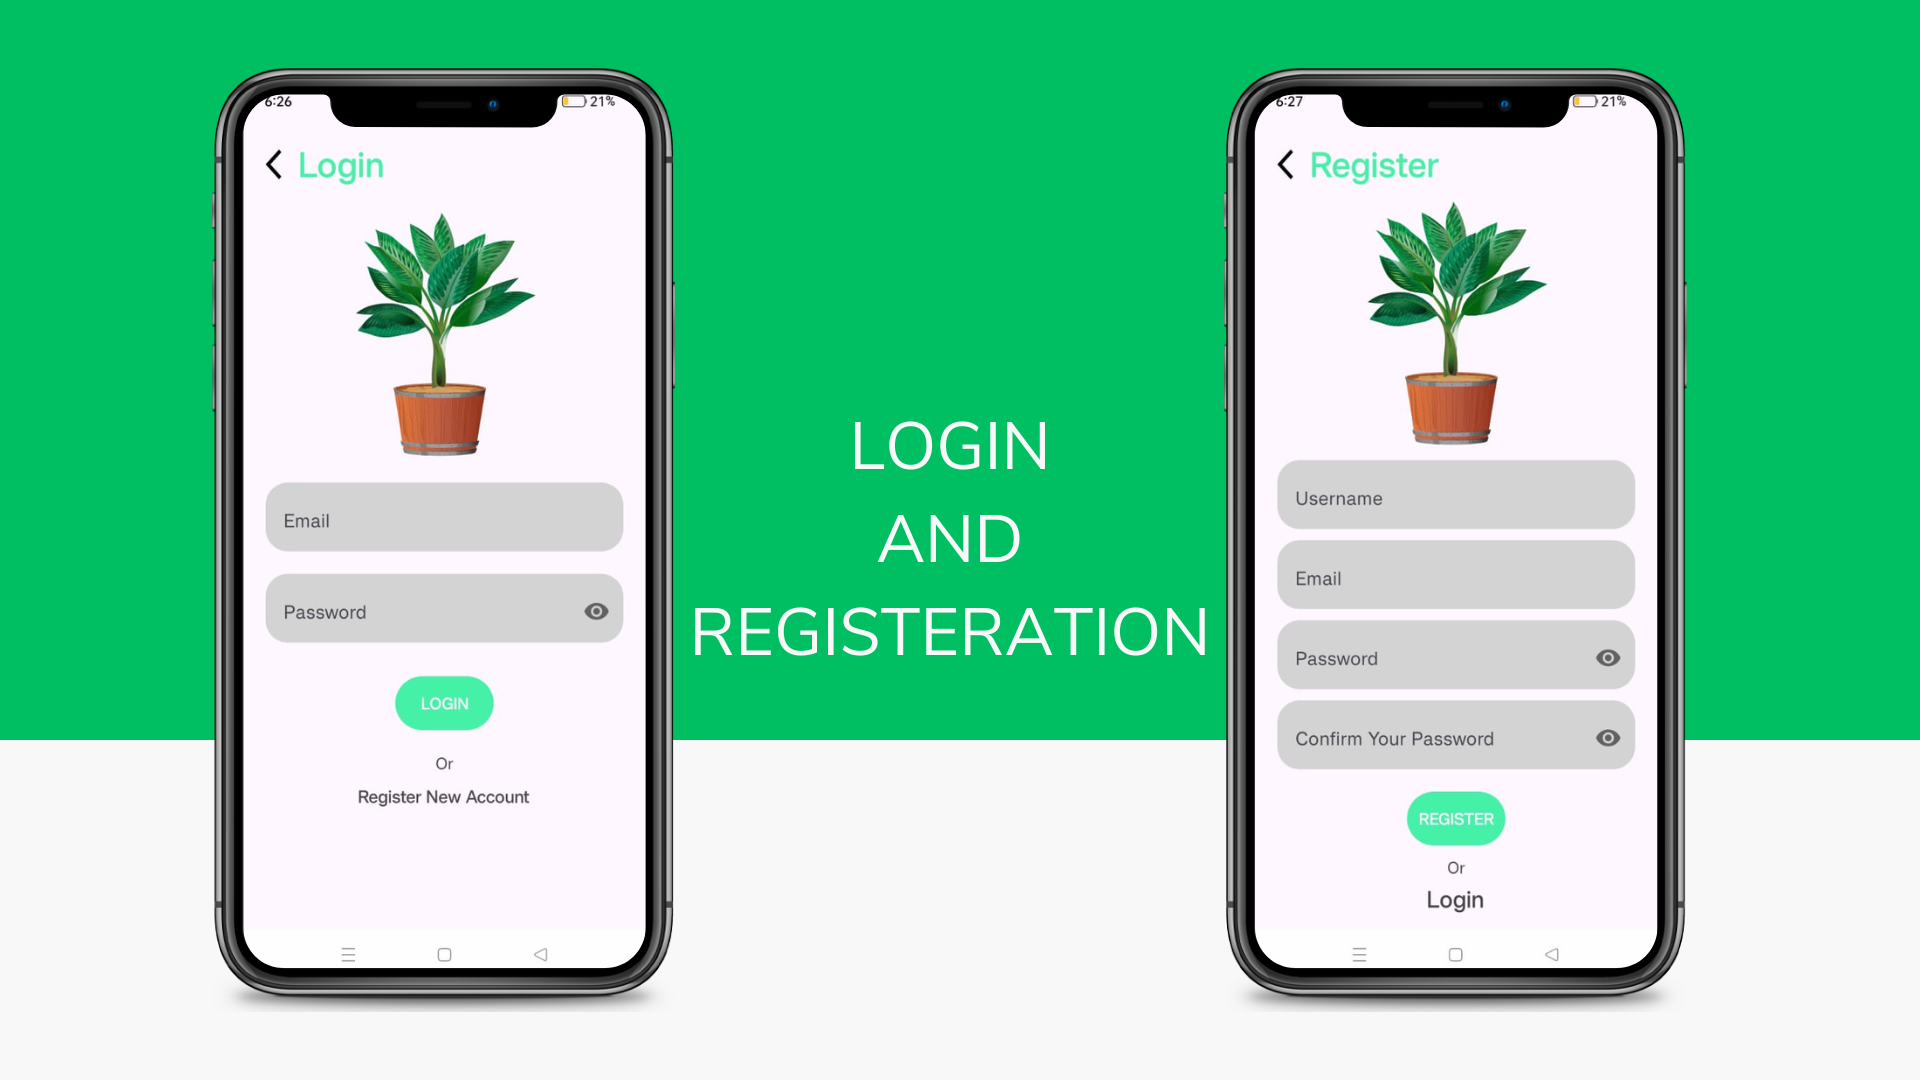 6:26
21%
Login
Email
Password
LOGIN
Or
Register New Account
LOGIN
AND
REGISTERATION
6:27
21%
Register
Username
Email
Password
Confirm Your Password
REGISTER
Or
Login